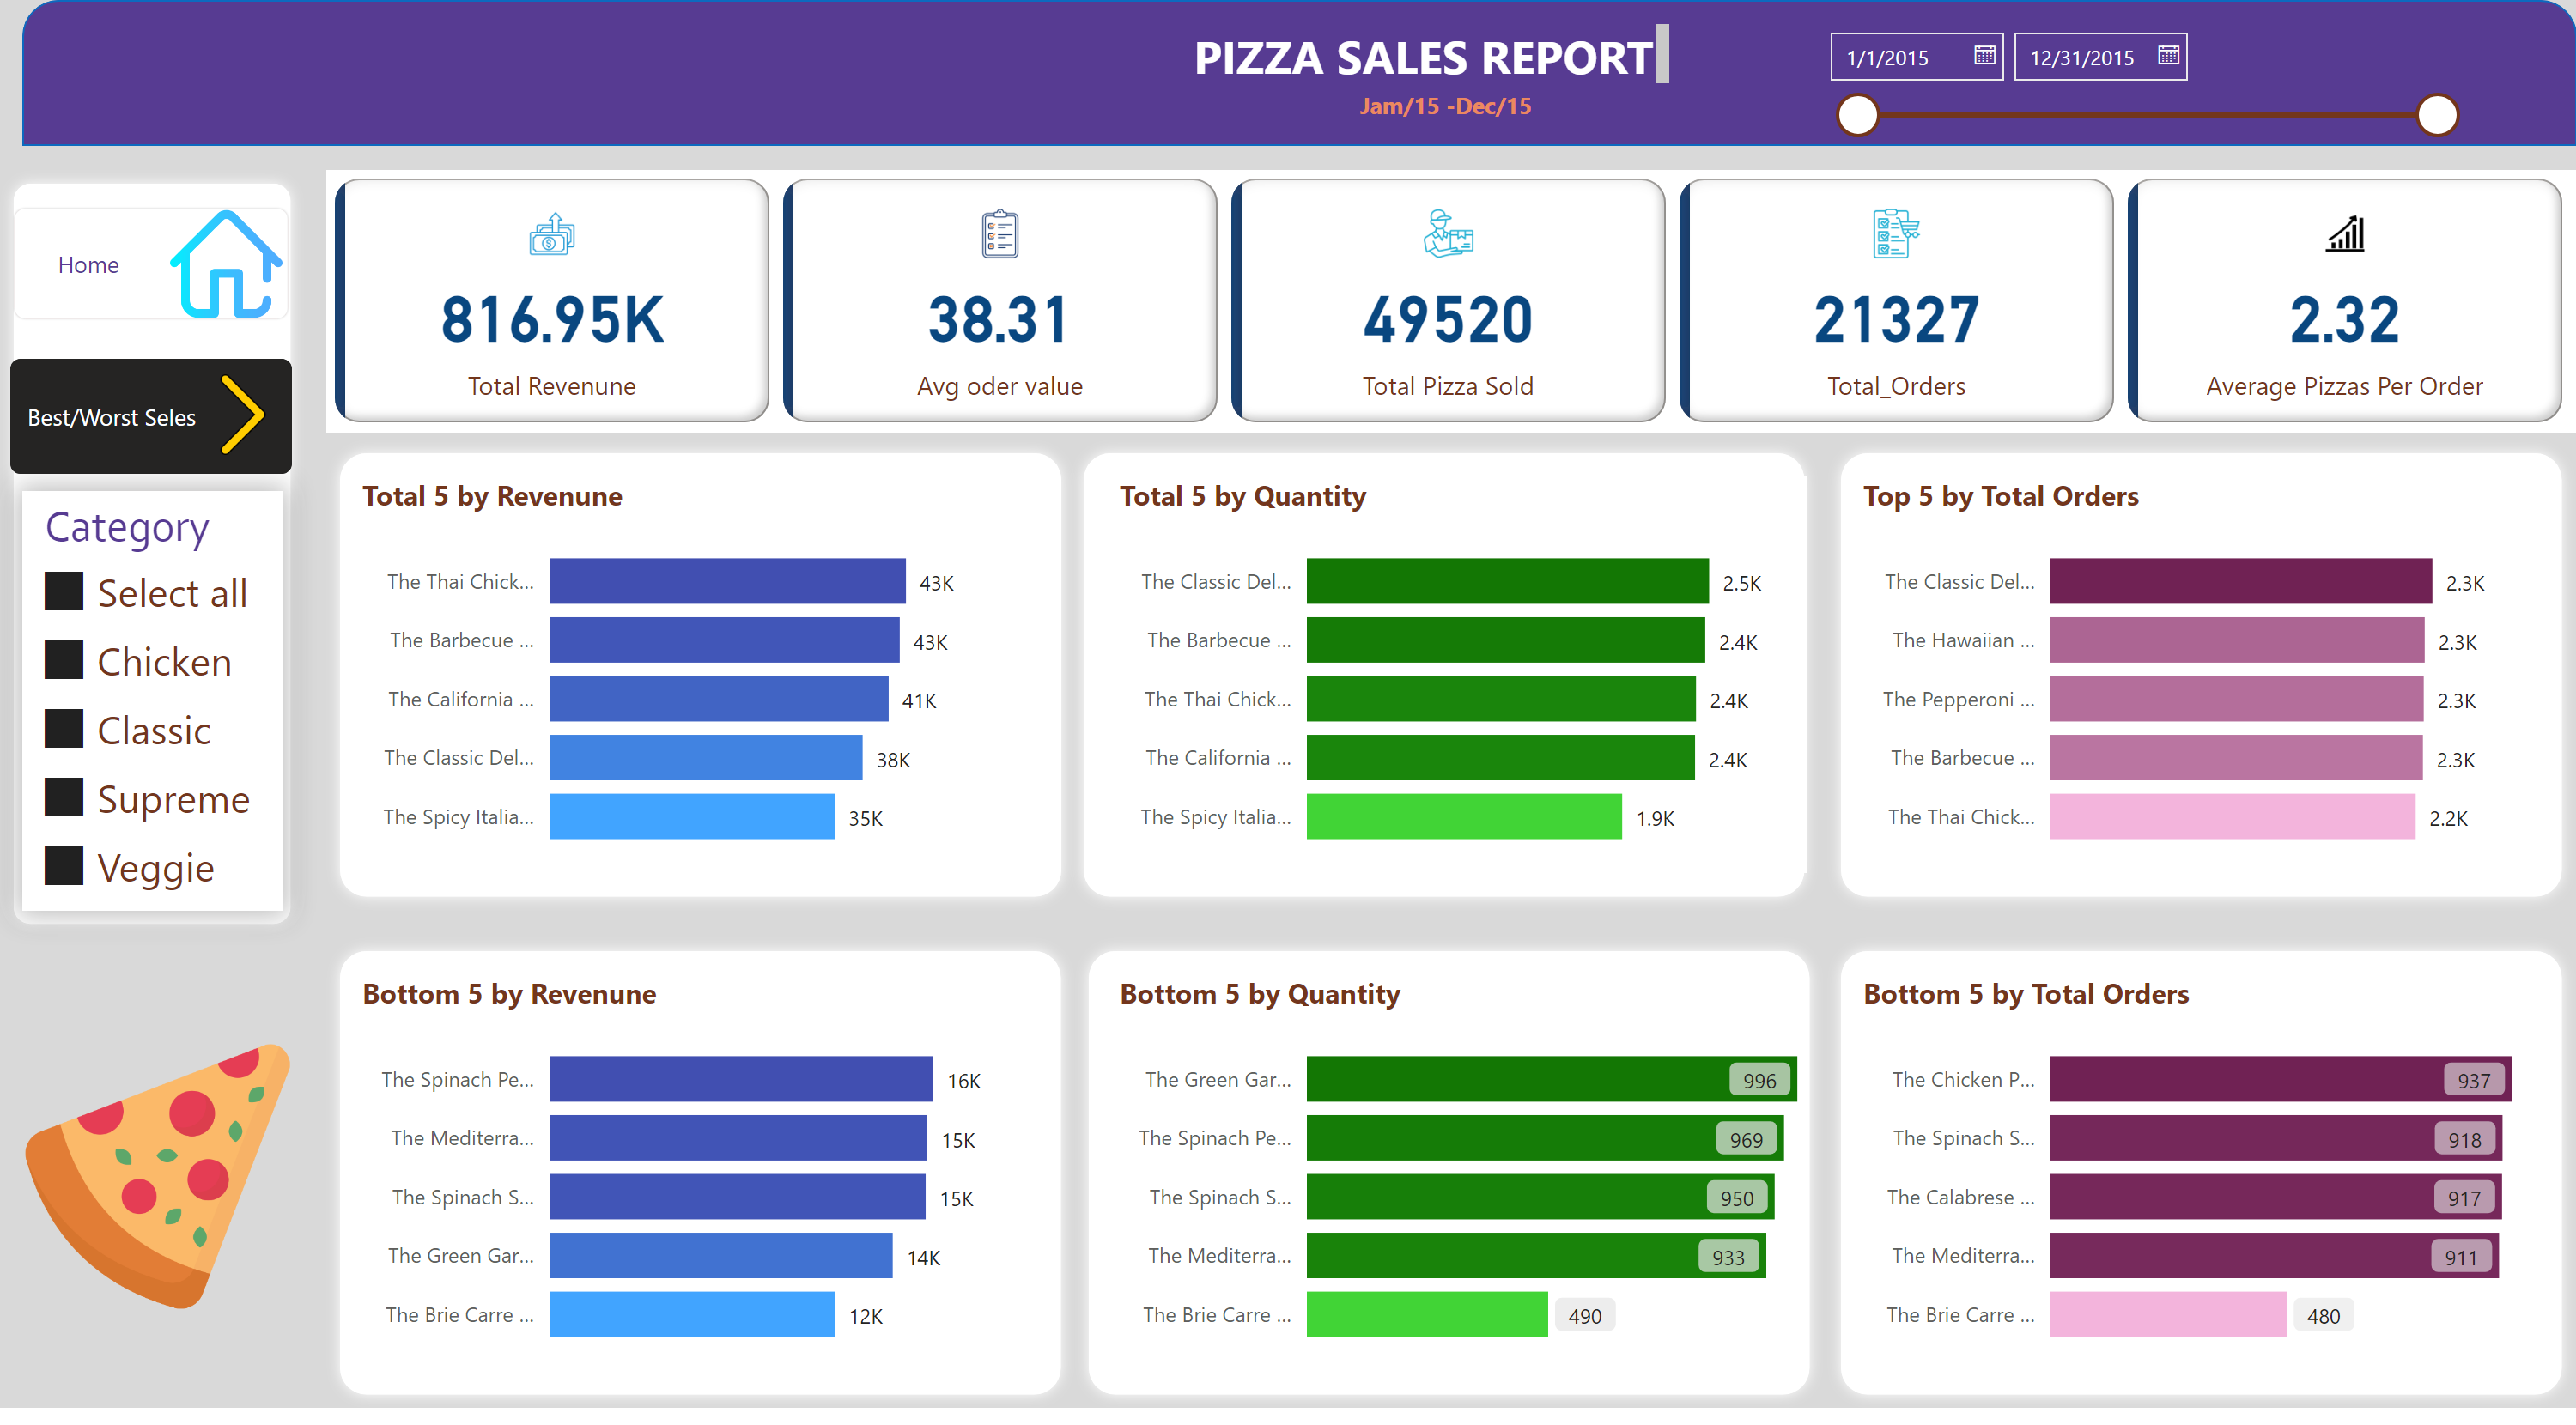 PIZZA SALES REPORT
Jam/15 -Dec/15
1/1/2015
12/31/2015
Home
Best/Worst Seles
Category
Select all
Chicken
Classic
Supreme
Veggie
816.95K
Total Revenune
38.31
Avg oder value
49520
Total Pizza Sold
21327
Total_Orders
2.32
Average Pizzas Per Order
Total 5 by Revenune
The Thai Chick... 43K
The Barbecue ... 43K
The California ... 41K
The Classic Del... 38K
The Spicy Italia... 35K
Total 5 by Quantity
The Classic Del... 2.5K
The Barbecue ... 2.4K
The Thai Chick... 2.4K
The California ... 2.4K
The Spicy Italia... 1.9K
Top 5 by Total Orders
The Classic Del... 2.3K
The Hawaiian ... 2.3K
The Pepperoni ... 2.3K
The Barbecue ... 2.3K
The Thai Chick... 2.2K
Bottom 5 by Revenune
The Spinach Pe... 16K
The Mediterra... 15K
The Spinach S... 15K
The Green Gar... 14K
The Brie Carre ... 12K
Bottom 5 by Quantity
The Green Gar... 996
The Spinach Pe... 969
The Spinach S... 950
The Mediterra... 933
The Brie Carre ... 490
Bottom 5 by Total Orders
The Chicken P... 937
The Spinach S... 918
The Calabrese ... 917
The Mediterra... 911
The Brie Carre ... 480